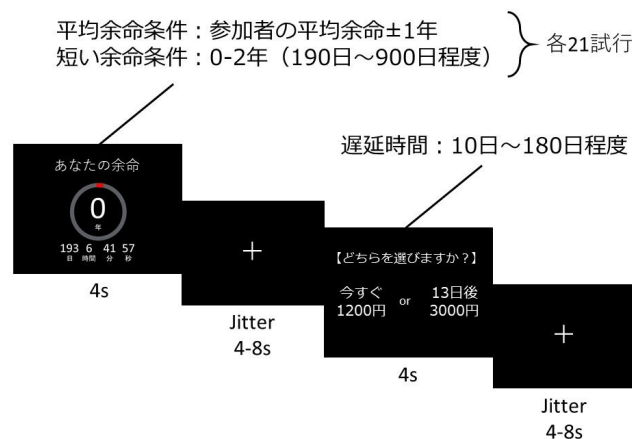 平均余命条件：参加者の平均余命±1年
短い余命条件：0-2年（190日～900日程度）
各21試行
遅延時間：10日～180日程度
あなたの余命
0
年
193 6 41 57
日 時間 分 秒
4s
Jitter
4-8s
【どちらを選びますか？】
今すぐ or 13日後
1200円 3000円
4s
Jitter
4-8s